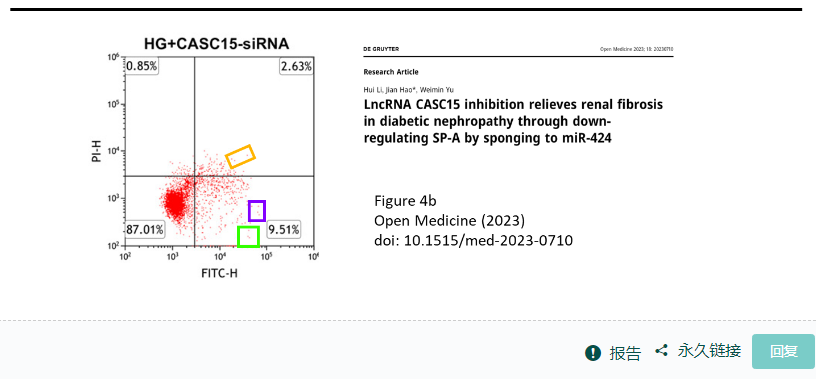 HG+CASC15-siRNA
0.85%
2.63%
87.01%
9.51%
PI-H
10⁶
10⁵
10⁴
10³
10²
10² 10³ 10⁴ 10⁵ 10⁶
FITC-H
DE GRUYTER
Open Medicine 2023; 18: 20230710
Research Article
Hui Li, Jian Hao*, Weimin Yu
LncRNA CASC15 inhibition relieves renal fibrosis
in diabetic nephropathy through down-
regulating SP-A by sponging to miR-424
Figure 4b
Open Medicine (2023)
doi: 10.1515/med-2023-0710
报告
永久链接
回复